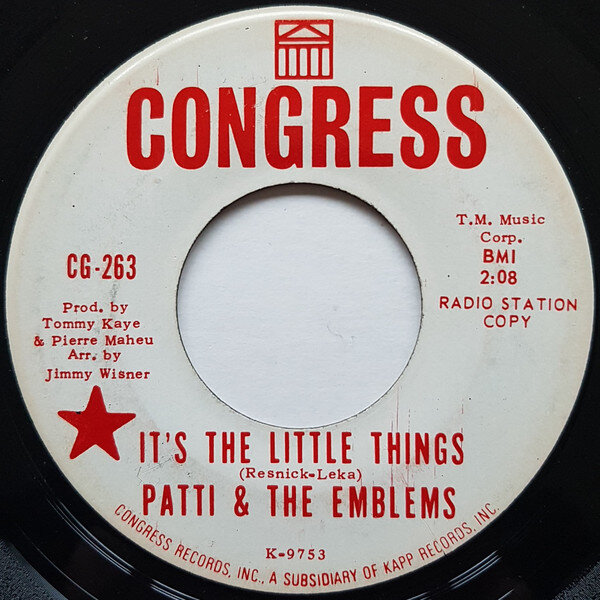 CONGRESS
CG-263
Prod. by
Tommy Kaye
& Pierre Maheu
Arr. by
Jimmy Wisner
T.M. Music
Corp.
BMI
2:08
RADIO STATION
COPY
IT'S THE LITTLE THINGS
(Resnick-Leka)
PATTI & THE EMBLEMS
K-9753
CONGRESS RECORDS, INC., A SUBSIDIARY OF KAPP RECORDS, INC.